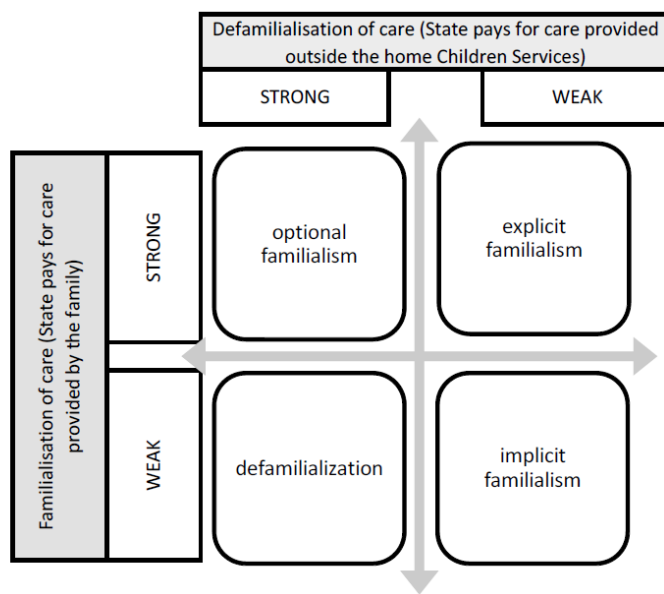 Defamilialisation of care (State pays for care provided
outside the home Children Services)
STRONG
WEAK
Familialisation of care (State pays for care
provided by the family)
STRONG
optional
familialism
explicit
familialism
WEAK
defamilialization
implicit
familialism